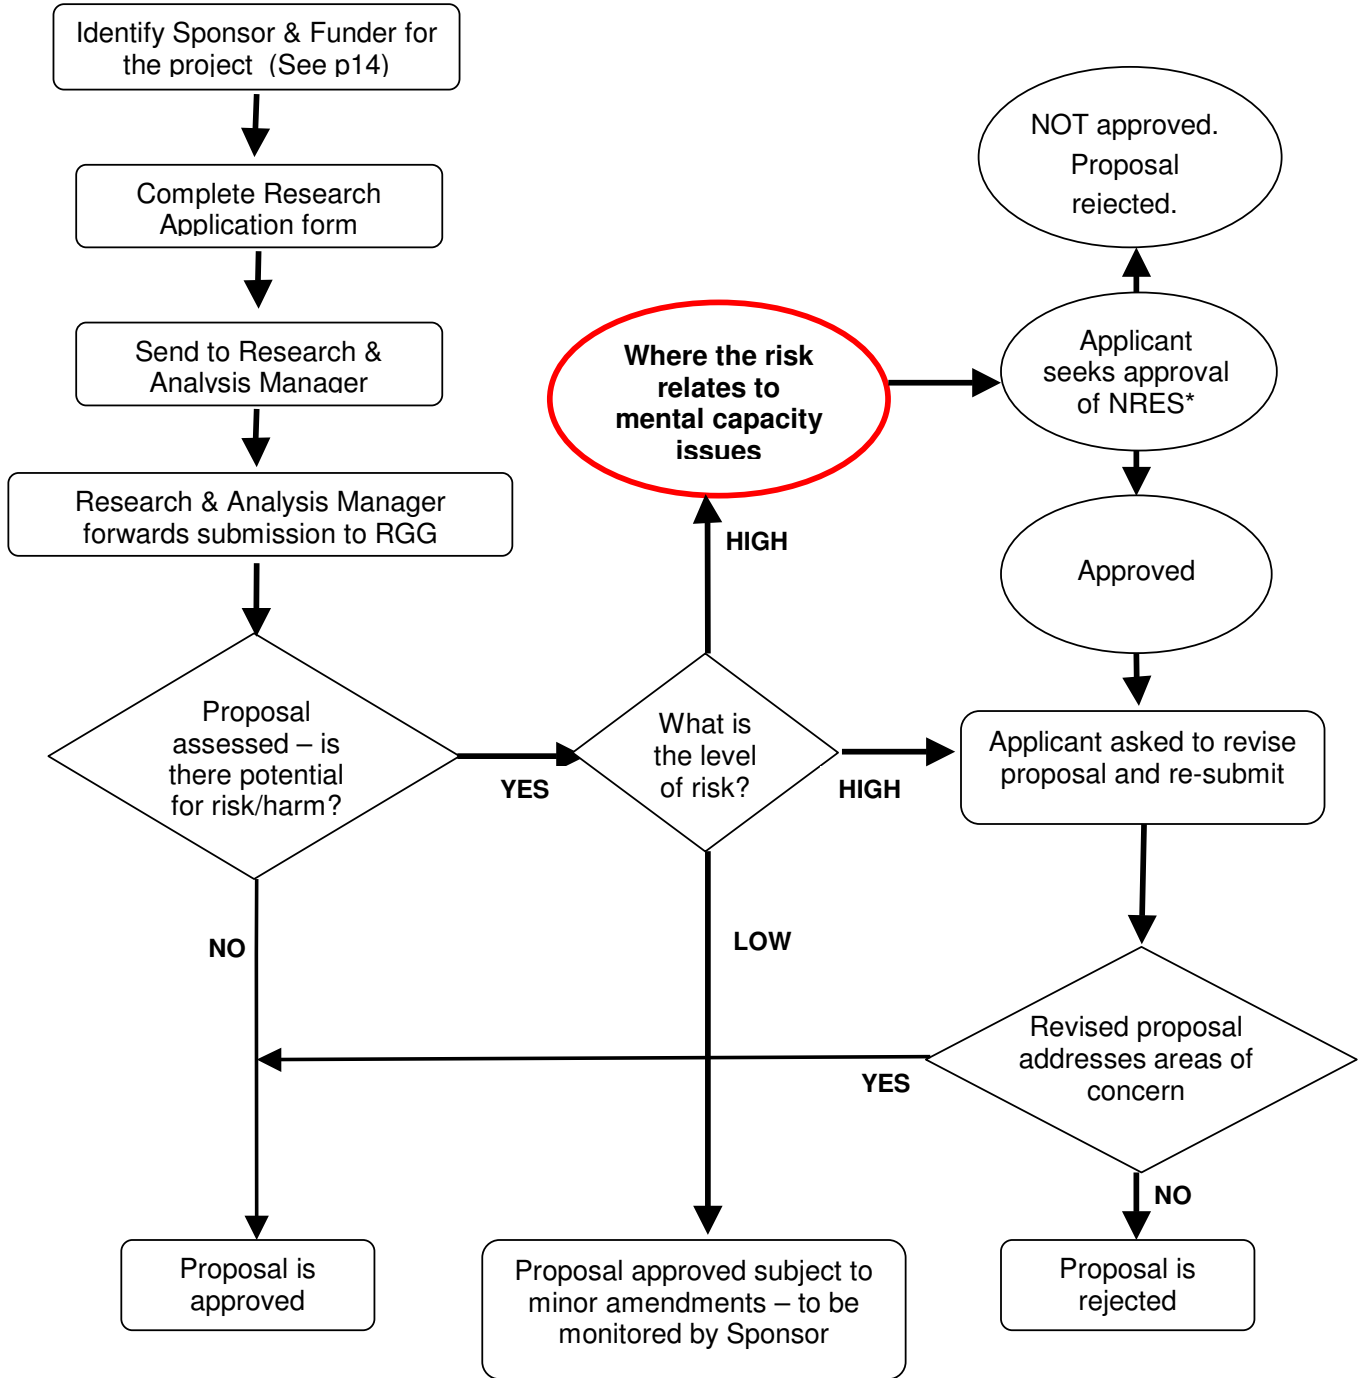 Identify Sponsor & Funder for
the project (See p14)
Complete Research
Application form
Send to Research &
Analysis Manager
Research & Analysis Manager
forwards submission to RGG
Proposal
assessed – is
there potential
for risk/harm?
YES
NO
What is
the level
of risk?
HIGH
HIGH
LOW
Where the risk
relates to
mental capacity
issues
Applicant
seeks approval
of NRES*
NOT approved.
Proposal
rejected.
Approved
Applicant asked to revise
proposal and re-submit
Revised proposal
addresses areas of
concern
YES
NO
Proposal is
approved
Proposal approved subject to
minor amendments – to be
monitored by Sponsor
Proposal is
rejected